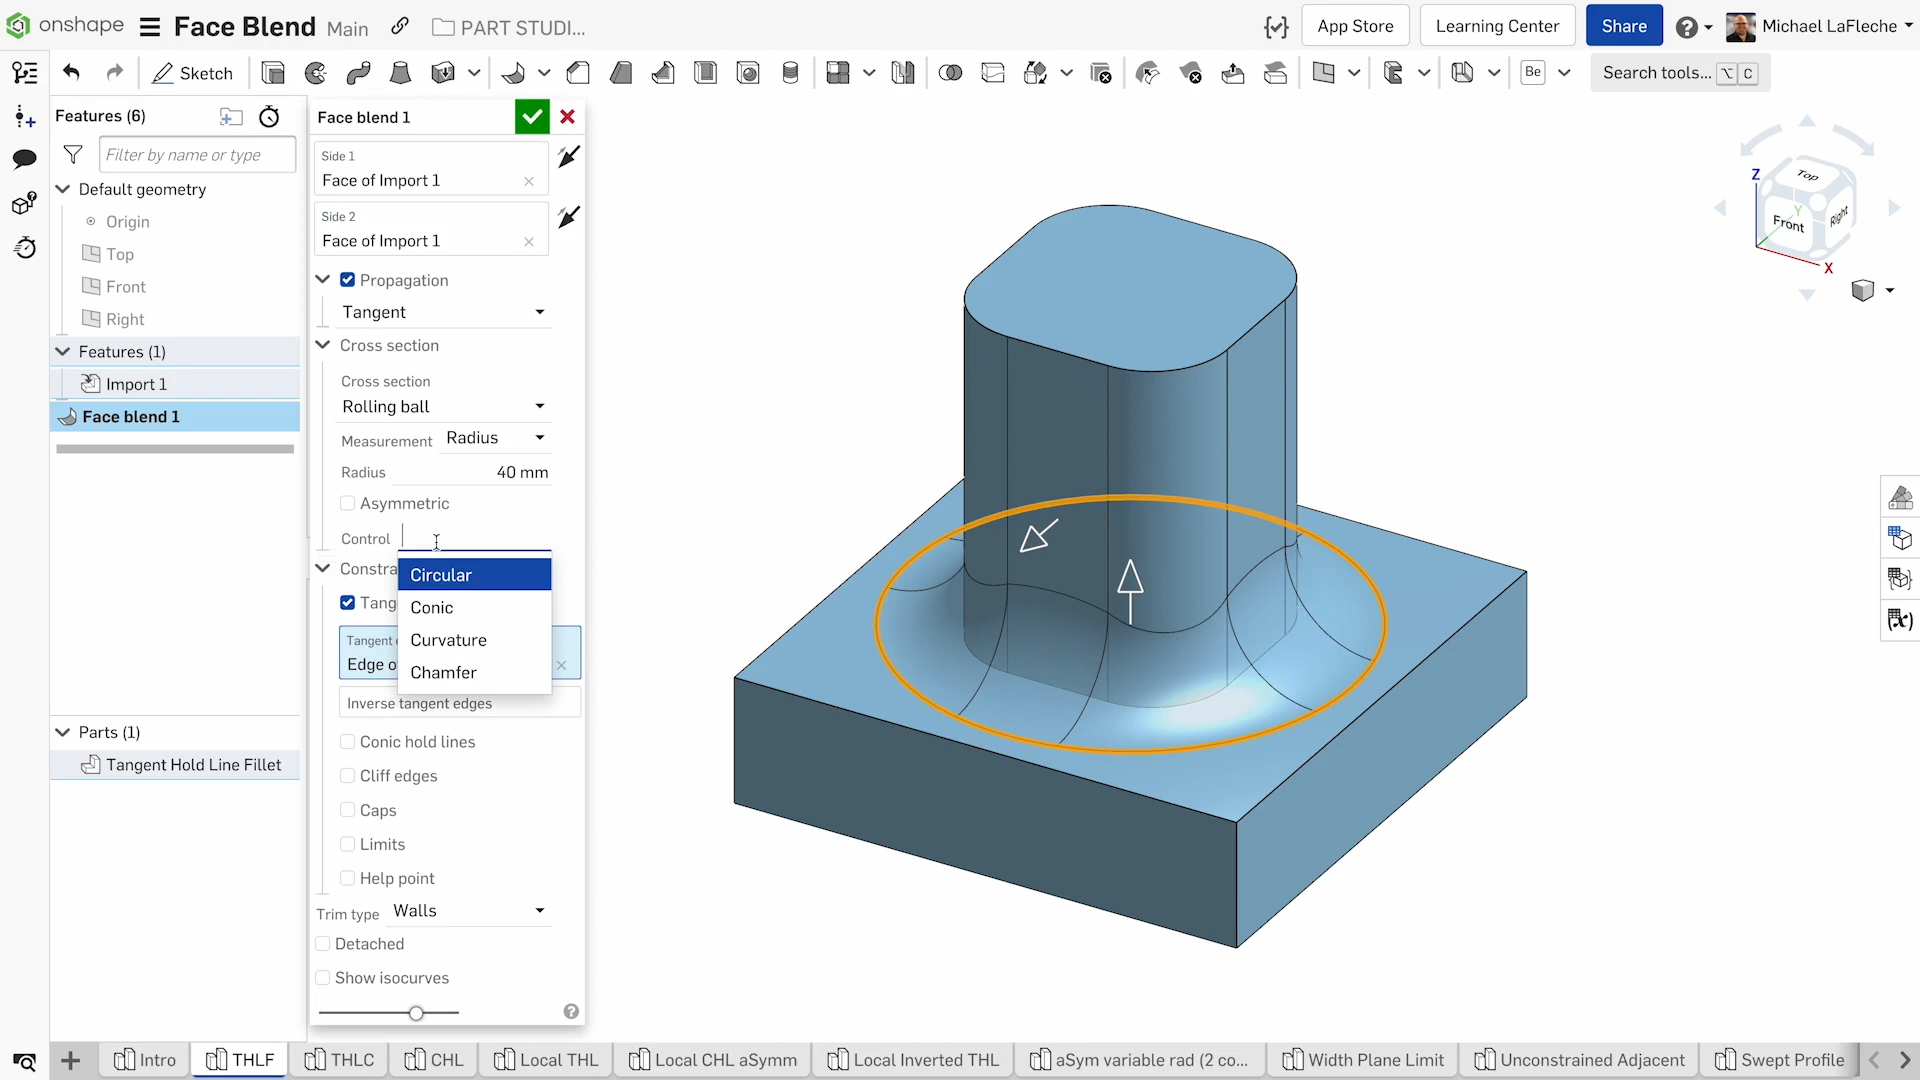 onshape Face Blend Main PART STUDI... App Store Learning Center Share Michael LaFleche
Sketch Be Search tools... ⌥ C
Features (6)
Filter by name or type
Default geometry
Origin
Top
Front
Right
Features (1)
Import 1
Face blend 1
Parts (1)
Tangent Hold Line Fillet
Face blend 1
Side 1
Face of Import 1
Side 2
Face of Import 1
Propagation
Tangent
Cross section
Cross section
Rolling ball
Measurement Radius
Radius 40 mm
Asymmetric
Control
Circular
Conic
Curvature
Chamfer
Constra
Tang
Tangent
Edge o
Inverse tangent edges
Conic hold lines
Cliff edges
Caps
Limits
Help point
Trim type Walls
Detached
Show isocurves
Z
Top
Y
Front
Right
X
Intro THLF THLC CHL Local THL Local CHL aSymm Local Inverted THL aSym variable rad (2 co... Width Plane Limit Unconstrained Adjacent Swept Profile